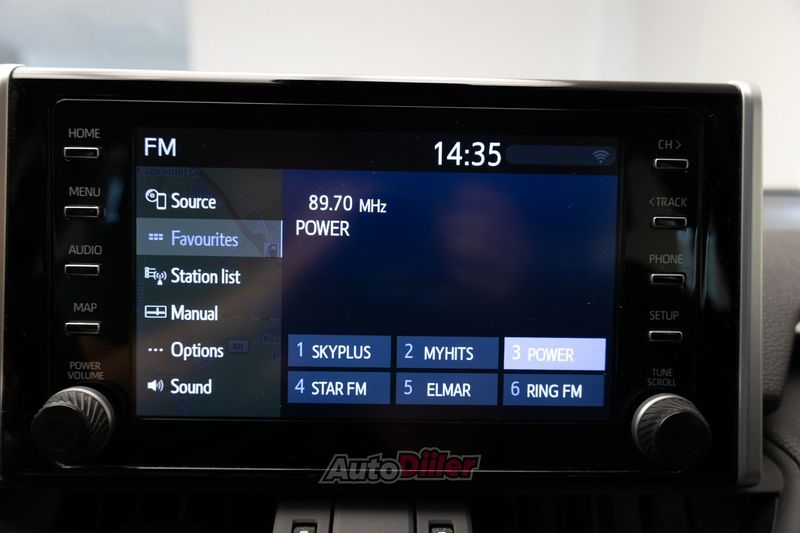 HOME
MENU
AUDIO
MAP
POWER
VOLUME
FM
14:35
Source
Favourites
Station list
Manual
Options
Sound
89.70 MHz
POWER
1 SKYPLUS
2 MYHITS
3 POWER
4 STAR FM
5 ELMAR
6 RING FM
CH >
< TRACK
PHONE
SETUP
TUNE
SCROLL
AutoDiller